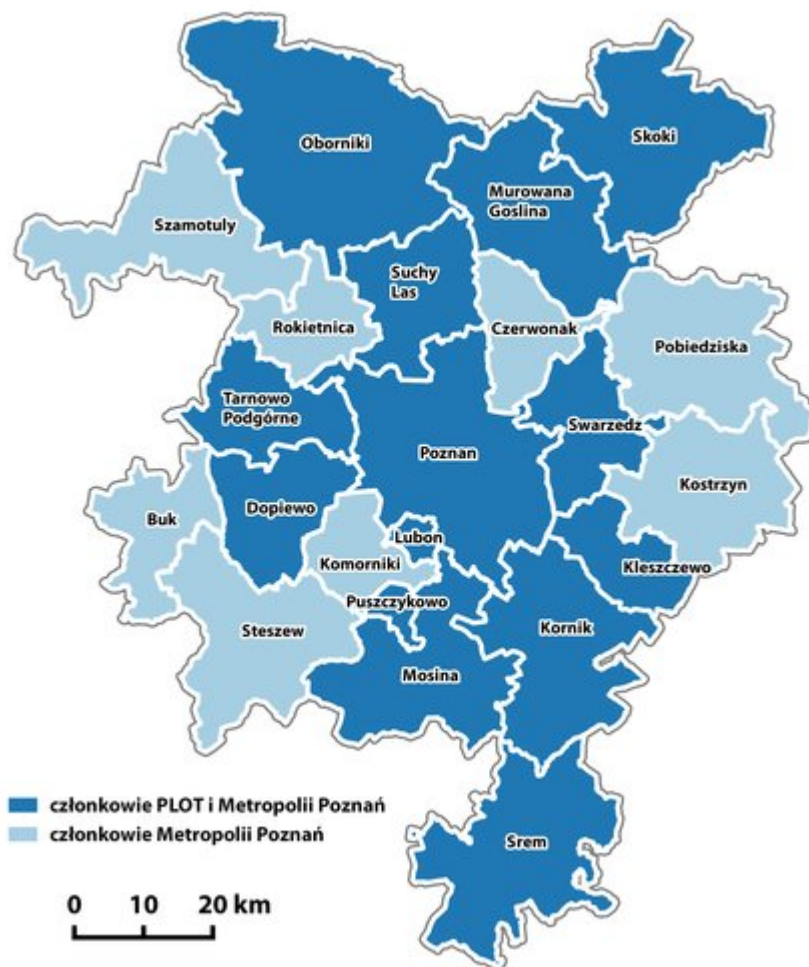 Oborniki
Skoki
Murowana
Goslina
Szamotuly
Suchy
Las
Rokietnica
Czerwonak
Pobiedziska
Tarnowo
Podgórne
Swarzedz
Poznan
Kostrzyn
Buk
Dopiewo
Lubon
Komorniki
Kleszczewo
Puszczykowo
Steszew
Kornik
Mosina
członkowie PLOT i Metropolii Poznań
członkowie Metropolii Poznań
Srem
0 10 20 km